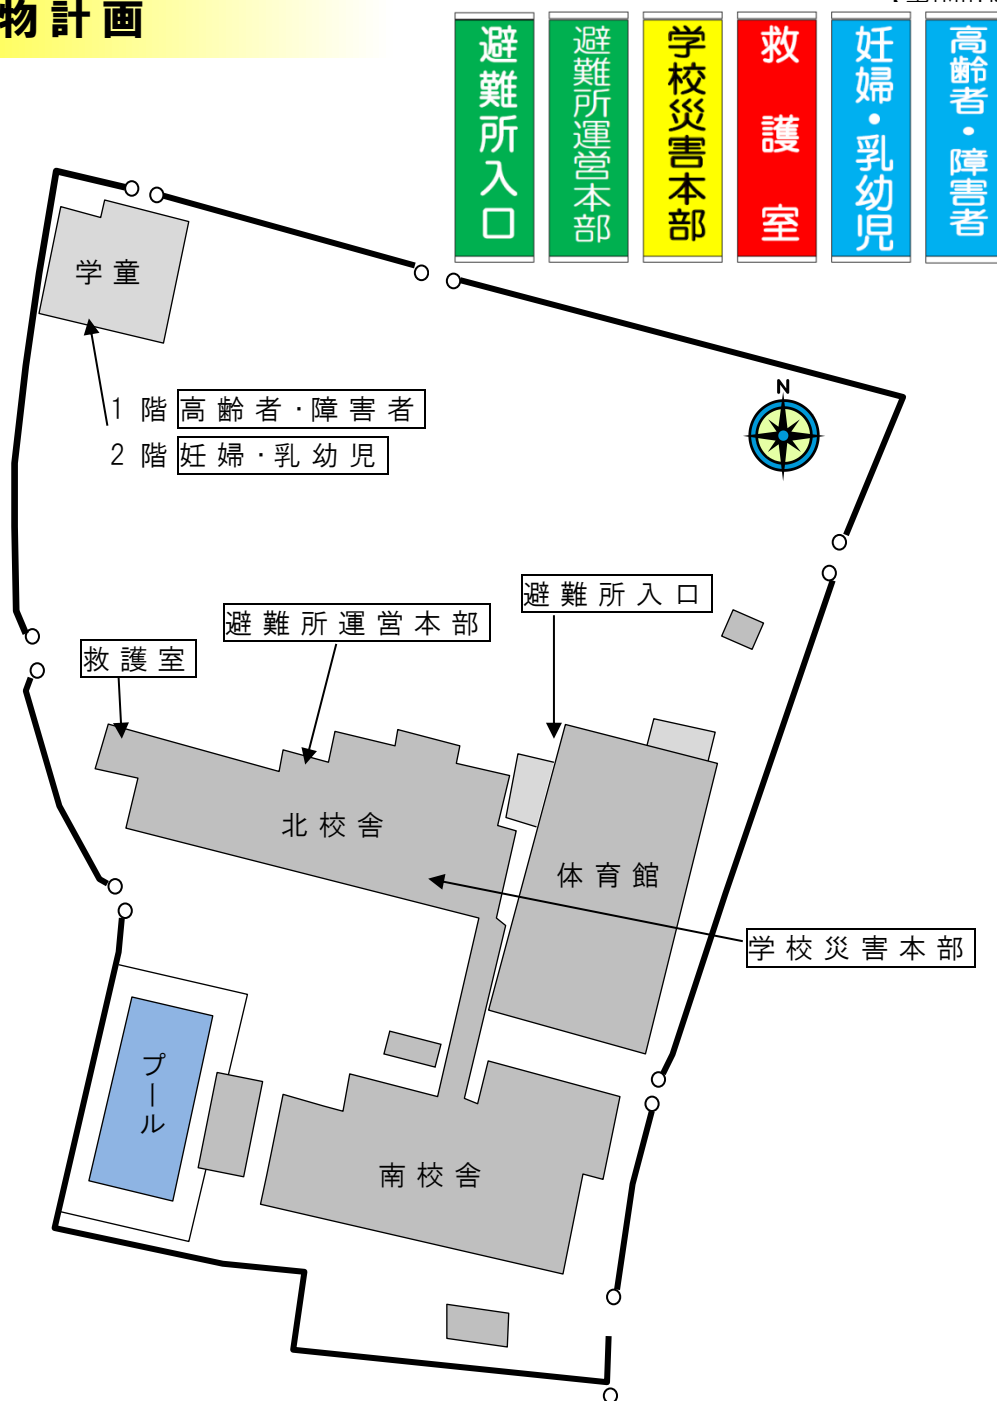 物計画
避難所入口
避難所運営本部
学校災害本部
救護室
妊婦・乳幼児
高齢者・障害者
学童
1階 高齢者・障害者
2階 妊婦・乳幼児
N
避難所入口
避難所運営本部
救護室
北校舎
体育館
学校災害本部
プール
南校舎